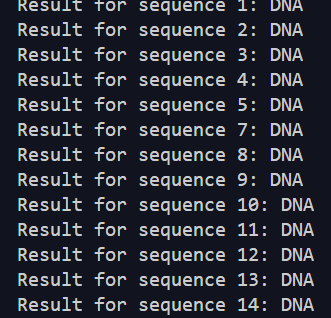 Result for sequence 1: DNA
Result for sequence 2: DNA
Result for sequence 3: DNA
Result for sequence 4: DNA
Result for sequence 5: DNA
Result for sequence 7: DNA
Result for sequence 8: DNA
Result for sequence 9: DNA
Result for sequence 10: DNA
Result for sequence 11: DNA
Result for sequence 12: DNA
Result for sequence 13: DNA
Result for sequence 14: DNA